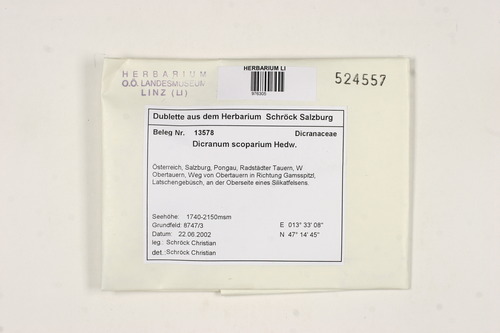 HERBARIUM LI
HERBARIUM
O.Ö. LANDESMUSEUM
LINZ (LI)
524557
Dublette aus dem Herbarium Schröck Salzburg
Beleg Nr. 13578 Dicranaceae
Dicranum scoparium Hedw.
Österreich, Salzburg, Pongau, Radstädter Tauern, W
Obertauern, Weg von Obertauern in Richtung Gamsspitzl,
Latschengebüsch, an der Oberseite eines Silikatfelsens.
Seehöhe: 1740-2150msm
Grundfeld: 8747/3 E 013° 33' 08"
Datum: 22.06.2002 N 47° 14' 45"
leg.: Schröck Christian
det.: Schröck Christian